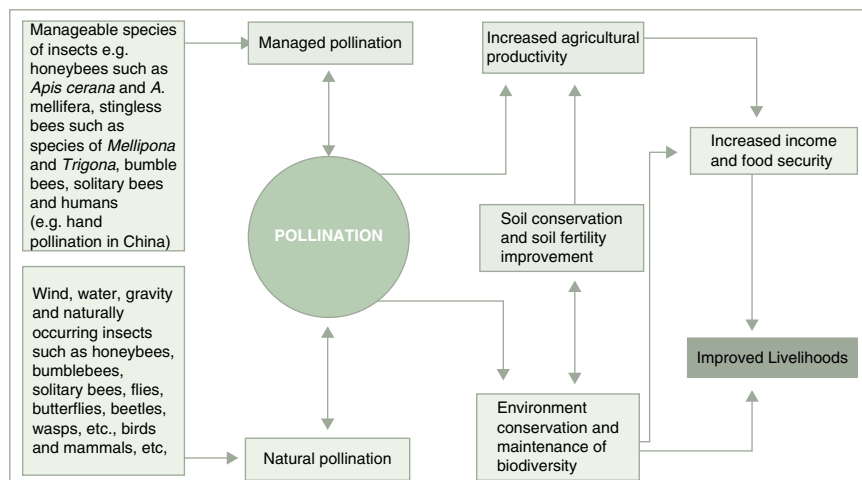 Manageable species
of insects e.g.
honeybees such as
Apis cerana and A.
mellifera, stingless
bees such as
species of Mellipona
and Trigona, bumble
bees, solitary bees
and humans
(e.g. hand
pollination in China)
Managed pollination
Increased agricultural
productivity
Increased income
and food security
POLLINATION
Soil conservation
and soil fertility
improvement
Wind, water, gravity
and naturally
occurring insects
such as honeybees,
bumblebees,
solitary bees, flies,
butterflies, beetles,
wasps, etc., birds
and mammals, etc,
Improved Livelihoods
Natural pollination
Environment
conservation and
maintenance of
biodiversity